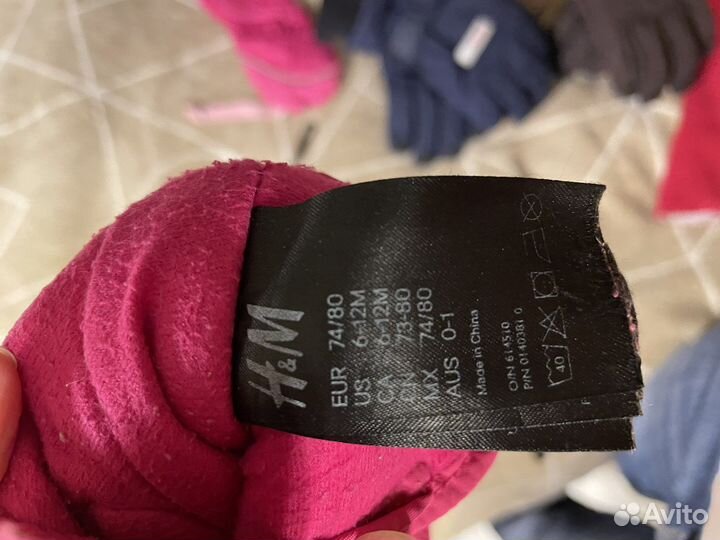 H&M
EUR 74/80
US 6-12M
CA 6-12M
CN 73-80
MX 74/80
AUS 0-1
Made in China
O/N 614510
P/N 0140381 0
40
Avito